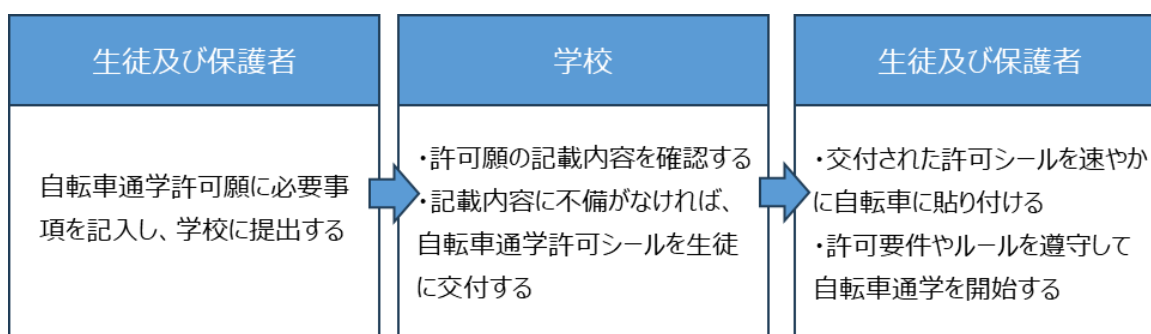 生徒及び保護者
自転車通学許可願に必要事
項を記入し、学校に提出する
学校
・許可願の記載内容を確認する
・記載内容に不備がなければ、
自転車通学許可シールを生徒
に交付する
生徒及び保護者
・交付された許可シールを速やか
に自転車に貼り付ける
・許可要件やルールを遵守して
自転車通学を開始する